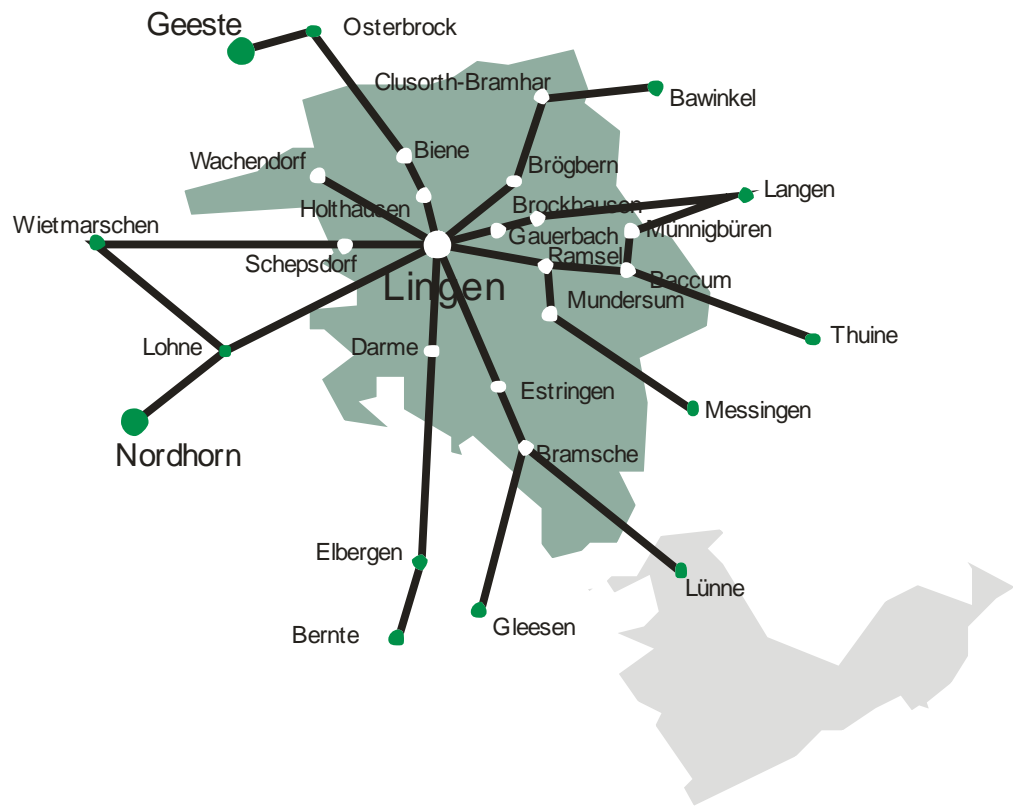 Geeste
Osterbrock
Clusorth-Bramhar
Bawinkel
Biene
Wachendorf
Brögbern
Langen
Holthausen
Brockhausen
Wietmarschen
Gauerbach
Münnigbüren
Schepsdorf
Ramsel
Lingen
Baccum
Mundersum
Lohne
Darme
Thuine
Estringen
Messingen
Nordhorn
Bramsche
Elbergen
Lünne
Bernte
Gleesen